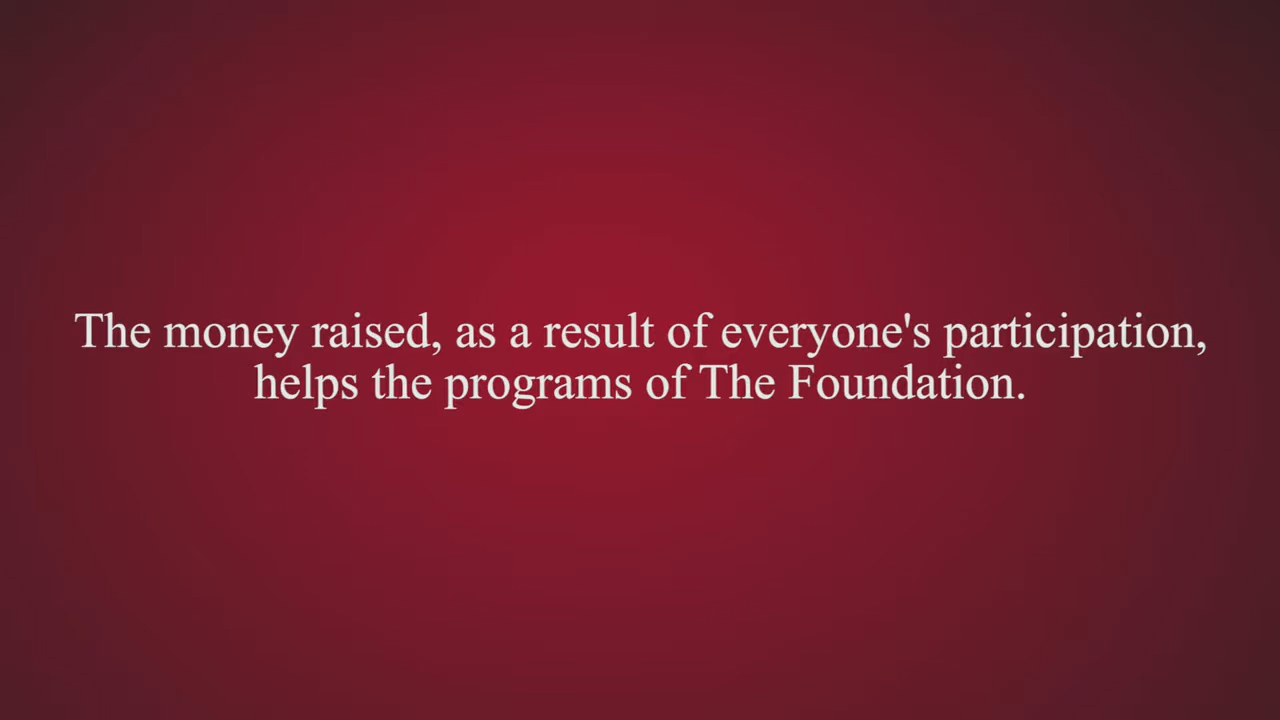 The money raised, as a result of everyone's participation,
helps the programs of The Foundation.